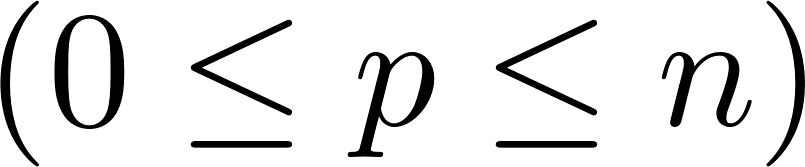 (0 ≤ p ≤ n)